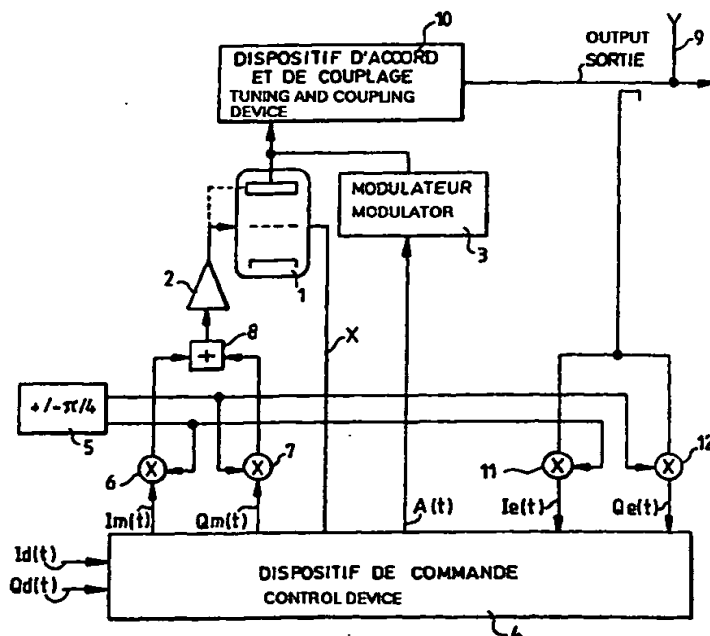 10
DISPOSITIF D'ACCORD
ET DE COUPLAGE
TUNING AND COUPLING
DEVICE
OUTPUT
SORTIE
9
MODULATEUR
MODULATOR
3
2
1
8
+
X
+/-π/4
5
6
X
7
X
11
X
12
X
Im(t)
Qm(t)
A(t)
Ie(t)
Qe(t)
Id(t)
Qd(t)
DISPOSITIF DE COMMANDE
CONTROL DEVICE
4